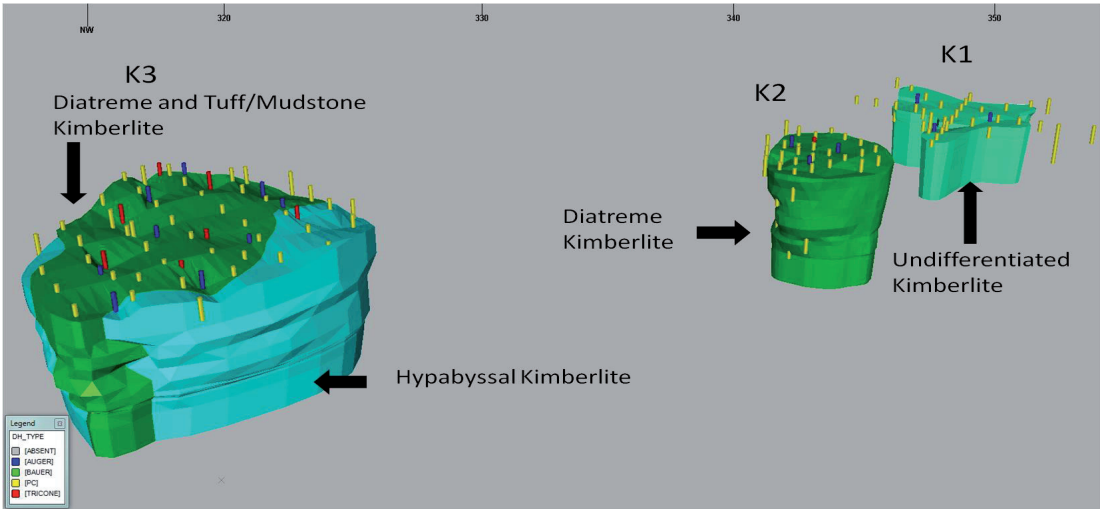 NW
320
330
340
350
K3
Diatreme and Tuff/Mudstone
Kimberlite
K2
K1
Diatreme
Kimberlite
Undifferentiated
Kimberlite
Hypabyssal Kimberlite
Legend
DH_TYPE
[ABSENT]
[AUGER]
[BAUER]
[PC]
[TRICONE]